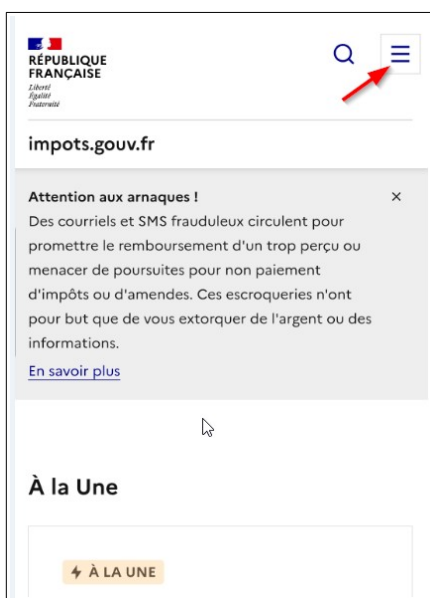 RÉPUBLIQUE
FRANÇAISE
Liberté
Égalité
Fraternité
impots.gouv.fr
Attention aux arnaques !
Des courriels et SMS frauduleux circulent pour
promettre le remboursement d'un trop perçu ou
menacer de poursuites pour non paiement
d'impôts ou d'amendes. Ces escroqueries n'ont
pour but que de vous extorquer de l'argent ou des
informations.
En savoir plus
À la Une
À LA UNE